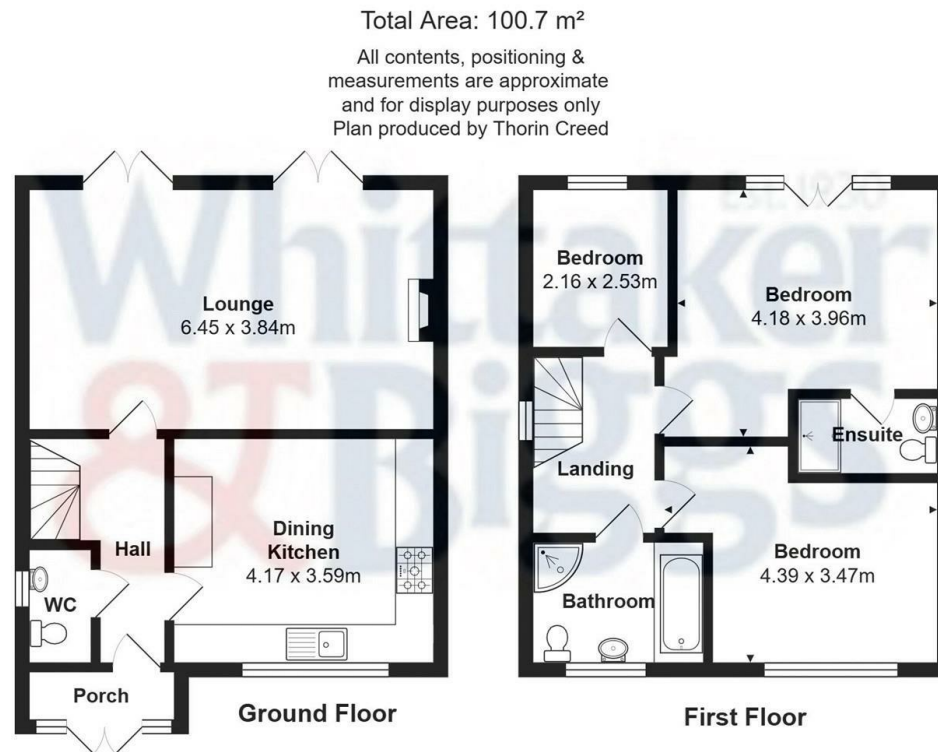 Total Area: 100.7 m²
All contents, positioning &
measurements are approximate
and for display purposes only
Plan produced by Thorin Creed
Whittaker
& Biggs
EST. 1930
Lounge
6.45 x 3.84m
Hall
Dining
Kitchen
4.17 x 3.59m
WC
Porch
Ground Floor
Bedroom
2.16 x 2.53m
Bedroom
4.18 x 3.96m
Ensuite
Landing
Bedroom
4.39 x 3.47m
Bathroom
First Floor